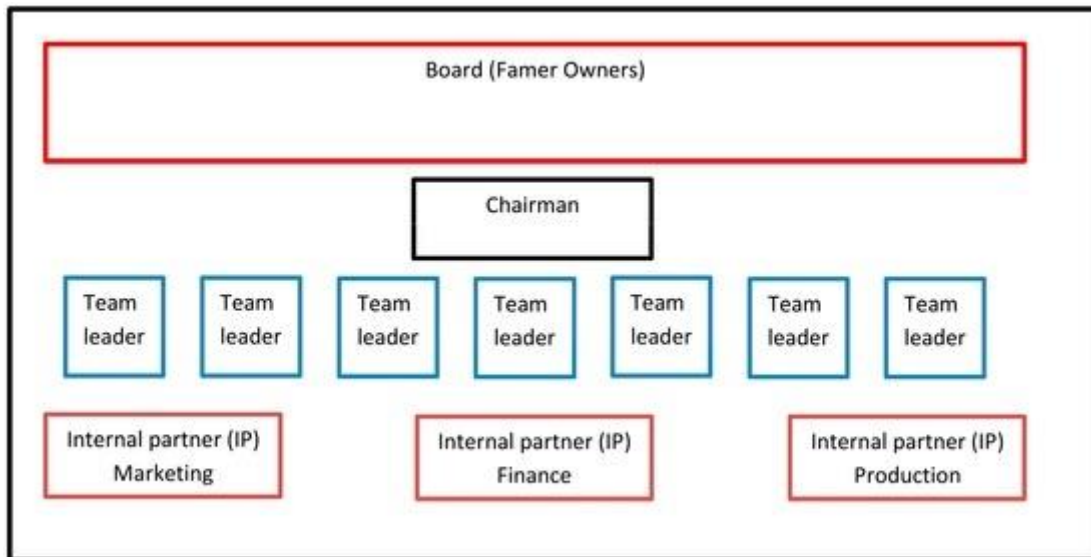 Board (Famer Owners)
Chairman
Team leader
Team leader
Team leader
Team leader
Team leader
Team leader
Team leader
Internal partner (IP)
Marketing
Internal partner (IP)
Finance
Internal partner (IP)
Production